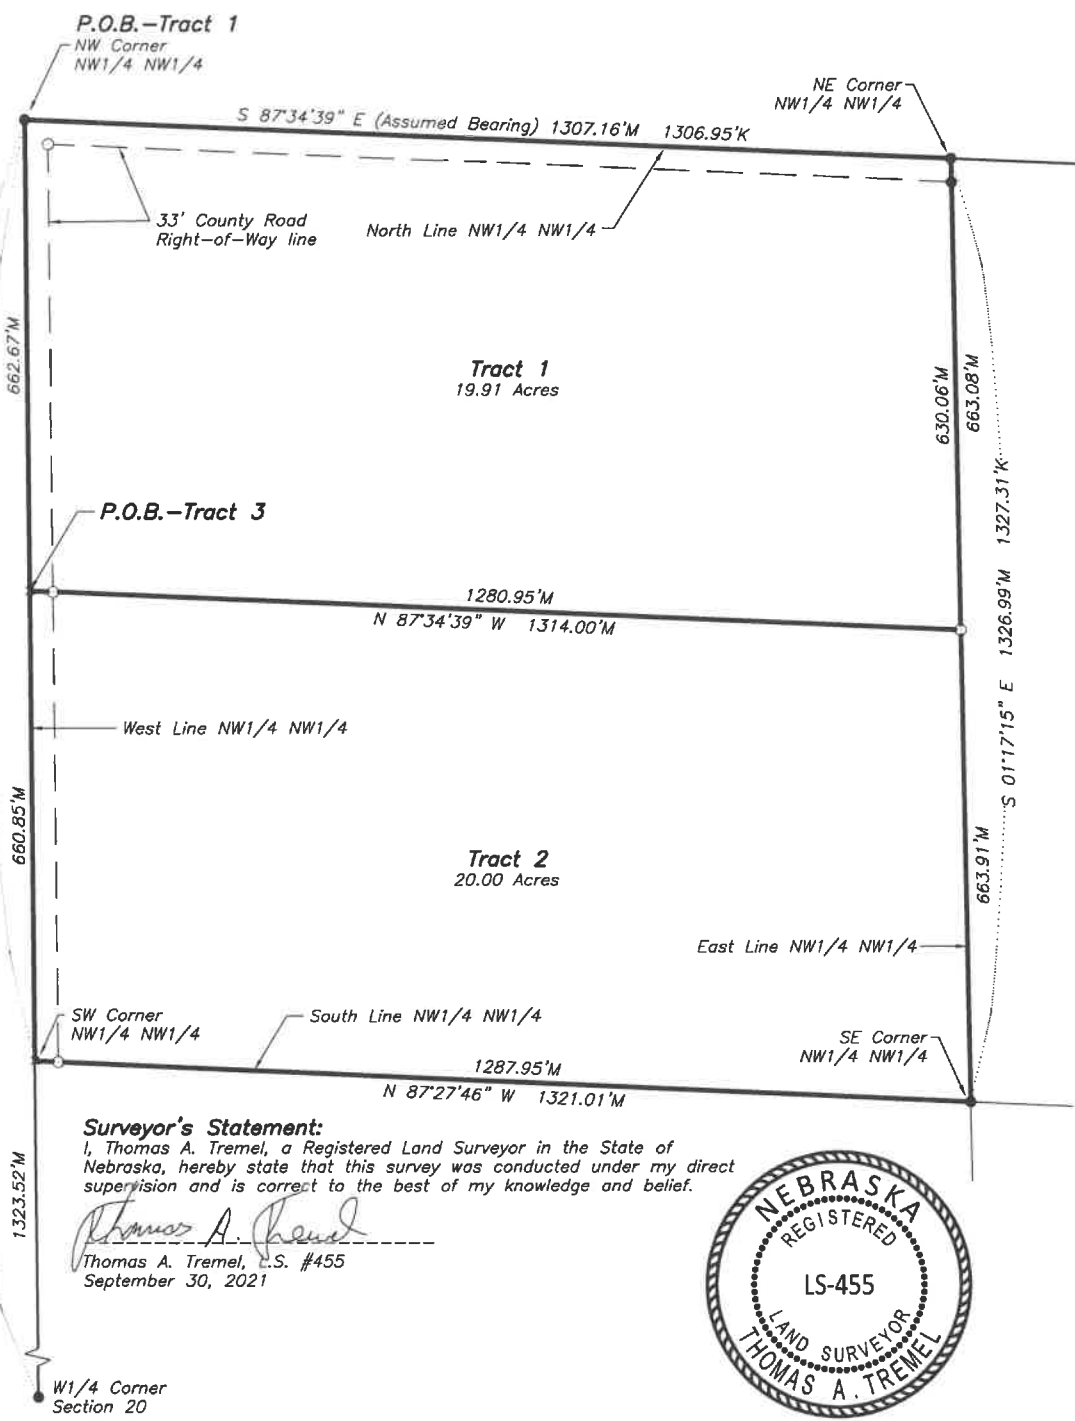 P.O.B.—Tract 1
NW Corner
NW1/4 NW1/4
NE Corner
NW1/4 NW1/4
S 87°34'39" E (Assumed Bearing) 1307.16'M 1306.95'K
33' County Road
Right—of—Way line
North Line NW1/4 NW1/4
662.67'M
Tract 1
19.91 Acres
630.06'M
663.08'M
P.O.B.—Tract 3
S 01°17'15" E 1326.99'M 1327.31'K
1280.95'M
N 87°34'39" W 1314.00'M
West Line NW1/4 NW1/4
660.85'M
Tract 2
20.00 Acres
663.91'M
East Line NW1/4 NW1/4
SW Corner
NW1/4 NW1/4
South Line NW1/4 NW1/4
SE Corner
NW1/4 NW1/4
1287.95'M
N 87°27'46" W 1321.01'M
Surveyor's Statement:
I, Thomas A. Tremel, a Registered Land Surveyor in the State of
Nebraska, hereby state that this survey was conducted under my direct
supervision and is correct to the best of my knowledge and belief.
Thomas A. Tremel
Thomas A. Tremel, L.S. #455
September 30, 2021
1323.52'M
W1/4 Corner
Section 20
NEBRASKA
REGISTERED
LS-455
LAND SURVEYOR
THOMAS A. TREMEL